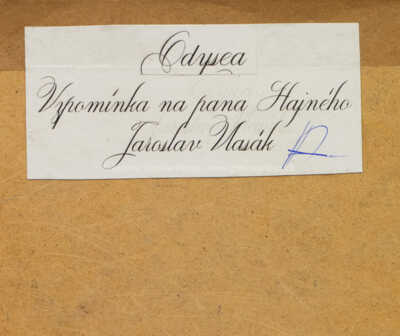 Odysea
Vzpomínka na pana Hajného
Jaroslav Vlasák